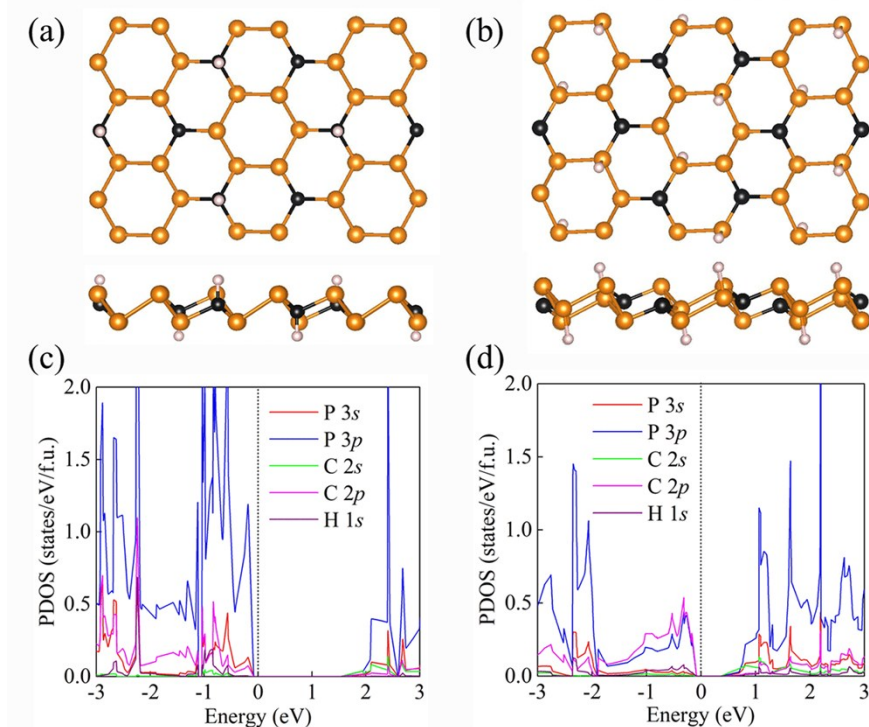 (a)
(b)
(c)
(d)
2.0
1.5
1.0
0.5
0.0
PDOS (states/eV/f.u.)
P 3s
P 3p
C 2s
C 2p
H 1s
-3 -2 -1 0 1 2 3
Energy (eV)
2.0
1.5
1.0
0.5
0.0
PDOS (states/eV/f.u.)
P 3s
P 3p
C 2s
C 2p
H 1s
-3 -2 -1 0 1 2 3
Energy (eV)